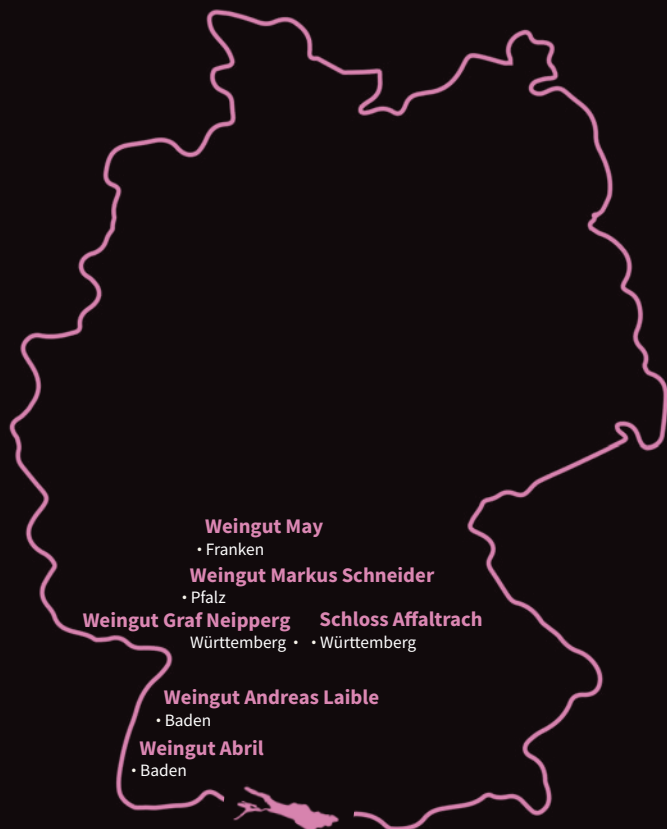 Weingut May
• Franken
Weingut Markus Schneider
• Pfalz
Weingut Graf Neipperg
Württemberg •
Schloss Affaltrach
• Württemberg
Weingut Andreas Laible
• Baden
Weingut Abril
• Baden